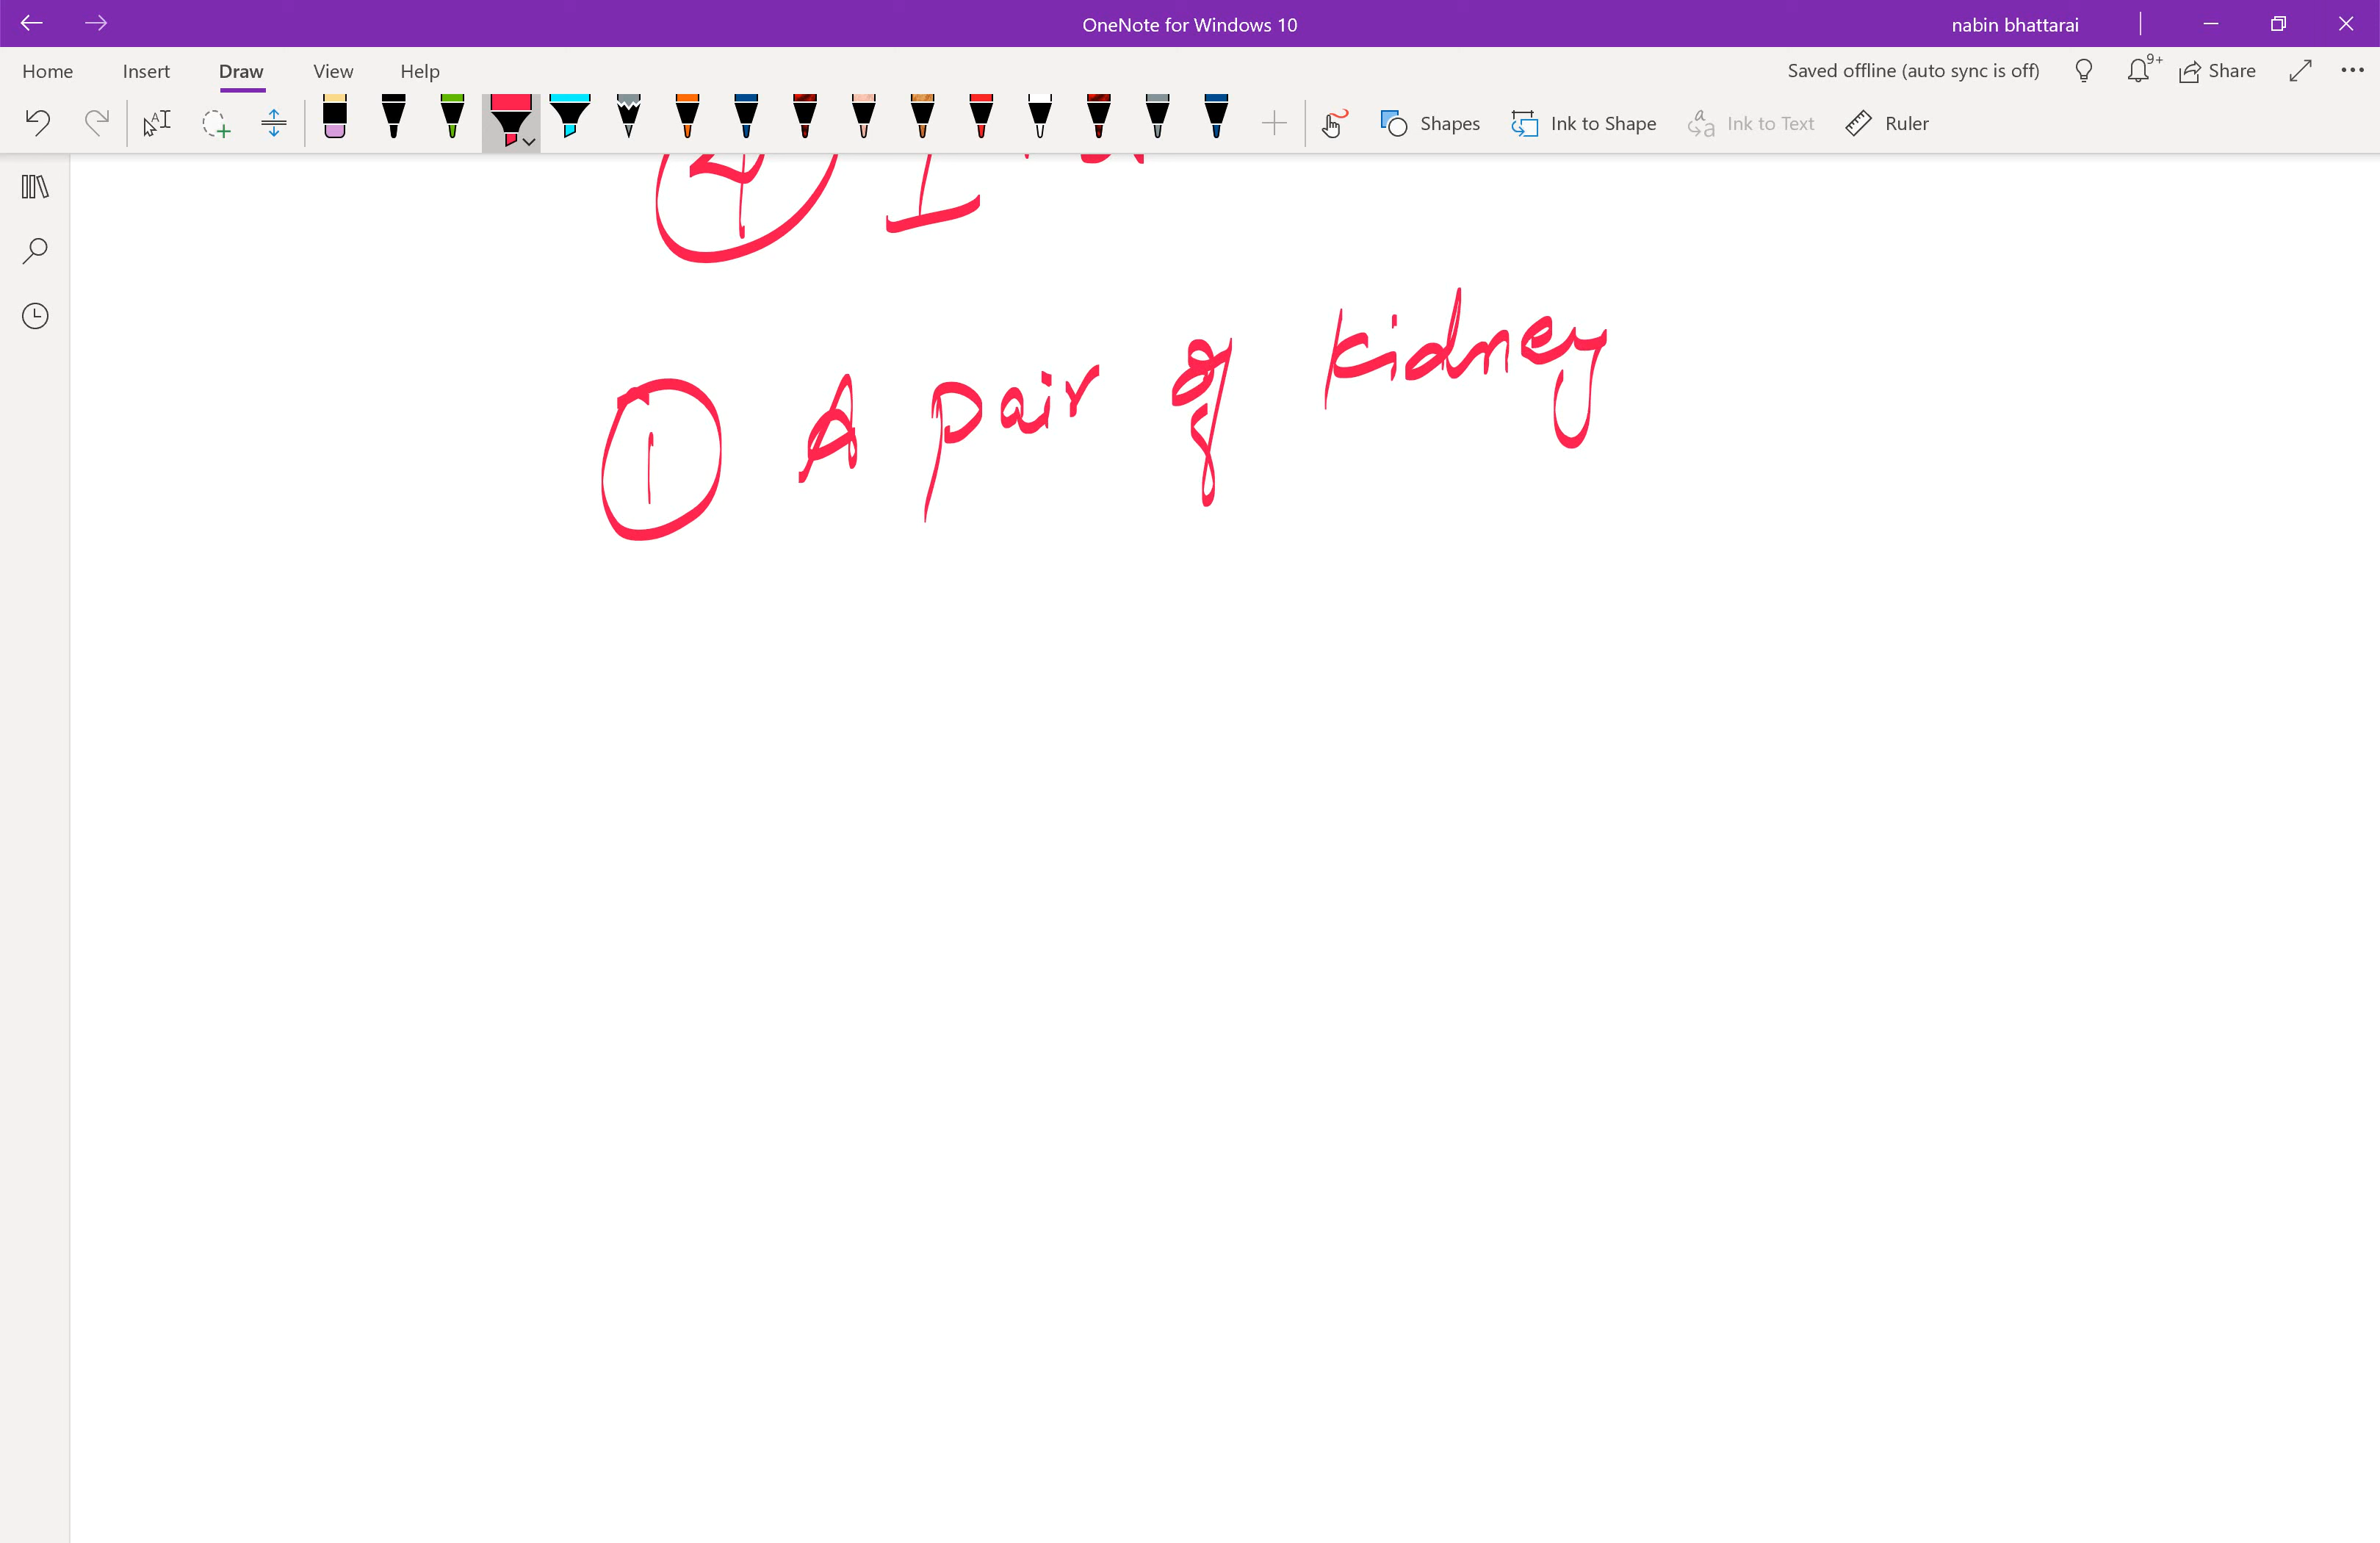 OneNote for Windows 10 nabin bhattarai
Home Insert Draw View Help Saved offline (auto sync is off) 9+ Share
Shapes Ink to Shape Ink to Text Ruler
① A pair of kidney